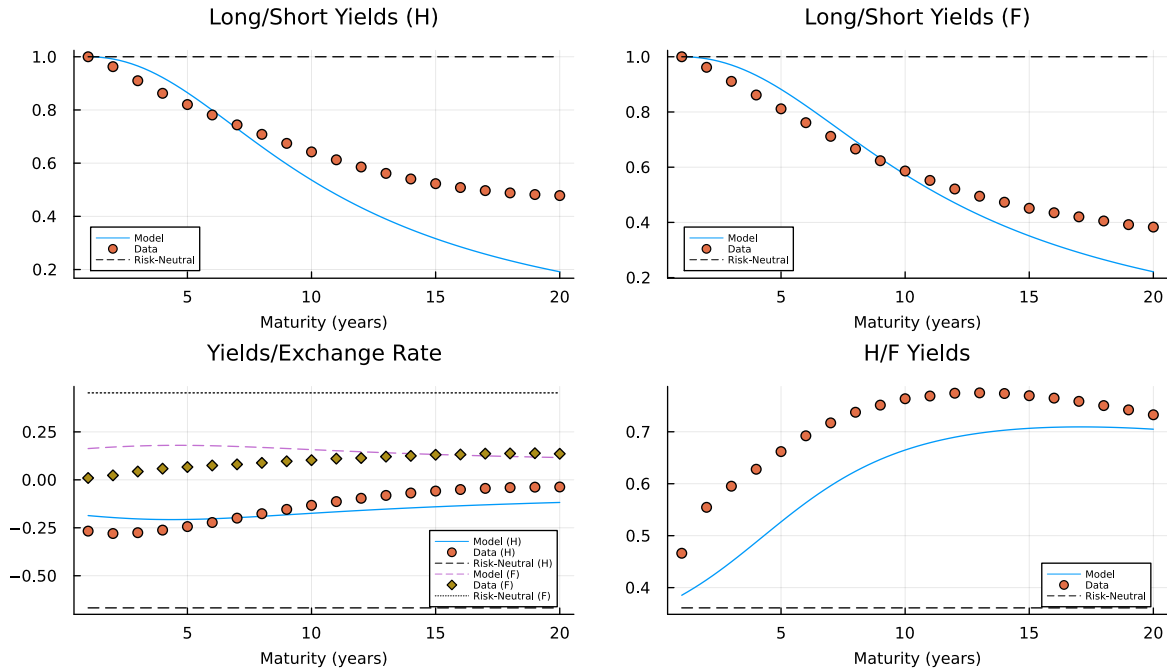 Long/Short Yields (H)
1.0
0.8
0.6
0.4
0.2
Model
Data
Risk-Neutral
5
10
15
20
Maturity (years)
Long/Short Yields (F)
1.0
0.8
0.6
0.4
0.2
Model
Data
Risk-Neutral
5
10
15
20
Maturity (years)
Yields/Exchange Rate
0.25
0.00
−0.25
−0.50
Model (H)
Data (H)
Risk-Neutral (H)
Model (F)
Data (F)
Risk-Neutral (F)
5
10
15
20
Maturity (years)
H/F Yields
0.7
0.6
0.5
0.4
Model
Data
Risk-Neutral
5
10
15
20
Maturity (years)